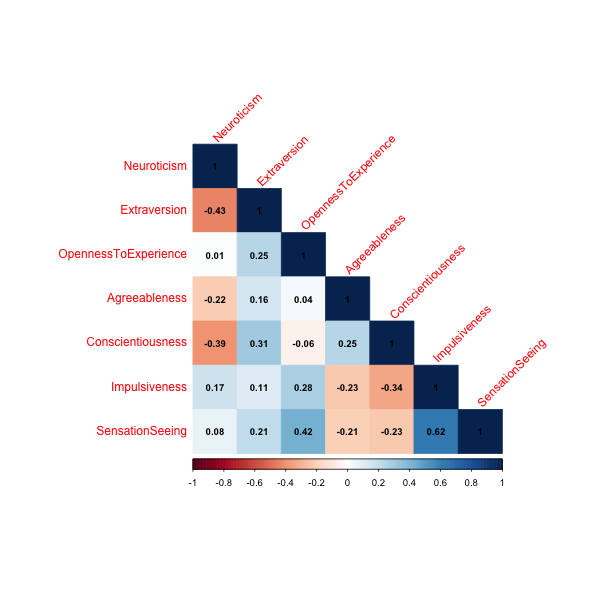 Neuroticism
Extraversion
OpennessToExperience
Agreeableness
Conscientiousness
Impulsiveness
SensationSeeing
Neuroticism 1
Extraversion -0.43 1
OpennessToExperience 0.01 0.25 1
Agreeableness -0.22 0.16 0.04 1
Conscientiousness -0.39 0.31 -0.06 0.25 1
Impulsiveness 0.17 0.11 0.28 -0.23 -0.34 1
SensationSeeing 0.08 0.21 0.42 -0.21 -0.23 0.62 1
-1 -0.8 -0.6 -0.4 -0.2 0 0.2 0.4 0.6 0.8 1